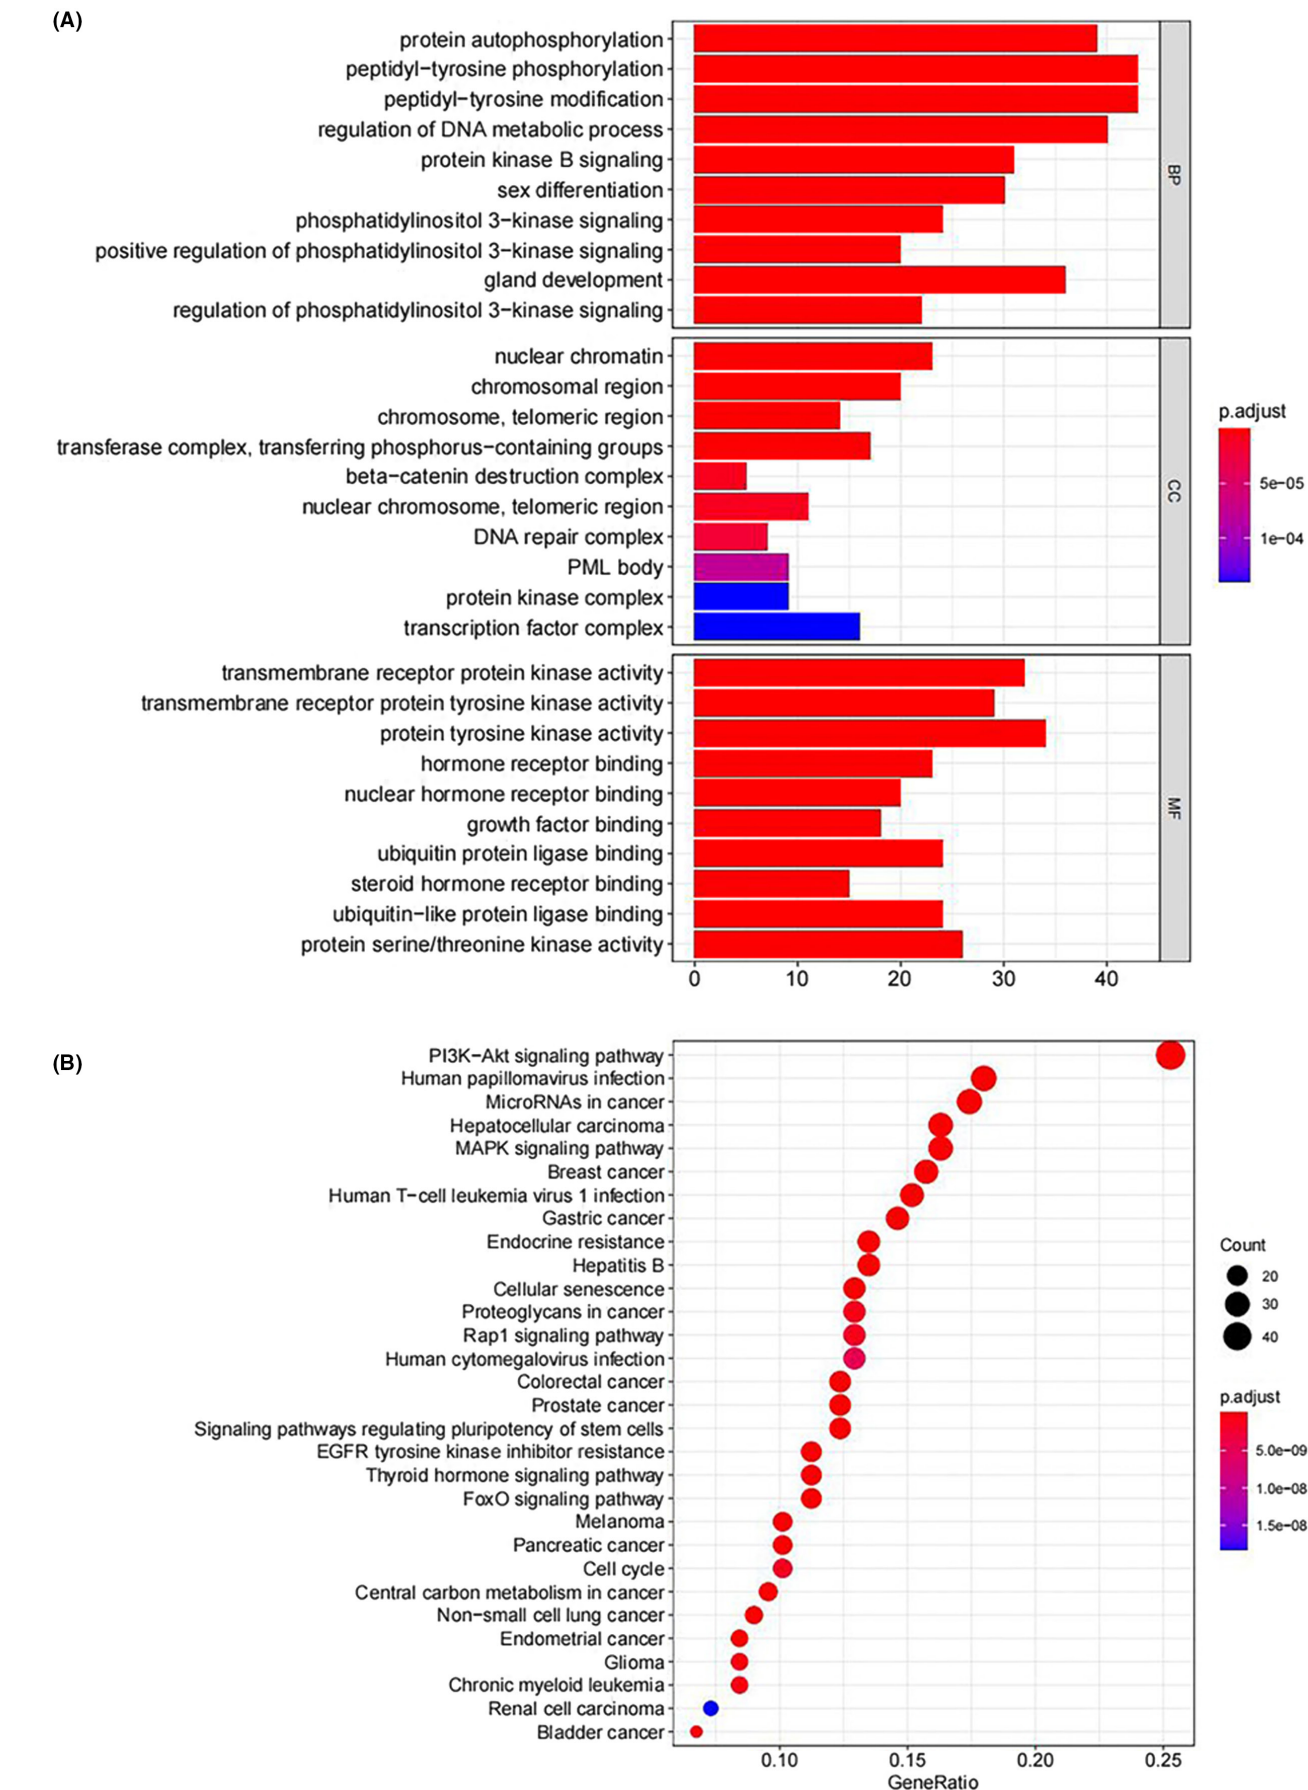 (A)
protein autophosphorylation
peptidyl−tyrosine phosphorylation
peptidyl−tyrosine modification
regulation of DNA metabolic process
protein kinase B signaling
sex differentiation
phosphatidylinositol 3−kinase signaling
positive regulation of phosphatidylinositol 3−kinase signaling
gland development
regulation of phosphatidylinositol 3−kinase signaling
BP
nuclear chromatin
chromosomal region
chromosome, telomeric region
transferase complex, transferring phosphorus−containing groups
beta−catenin destruction complex
nuclear chromosome, telomeric region
DNA repair complex
PML body
protein kinase complex
transcription factor complex
CC
transmembrane receptor protein kinase activity
transmembrane receptor protein tyrosine kinase activity
protein tyrosine kinase activity
hormone receptor binding
nuclear hormone receptor binding
growth factor binding
ubiquitin protein ligase binding
steroid hormone receptor binding
ubiquitin−like protein ligase binding
protein serine/threonine kinase activity
MF
0 10 20 30 40
p.adjust
5e−05
1e−04
(B)
PI3K−Akt signaling pathway
Human papillomavirus infection
MicroRNAs in cancer
Hepatocellular carcinoma
MAPK signaling pathway
Breast cancer
Human T−cell leukemia virus 1 infection
Gastric cancer
Endocrine resistance
Hepatitis B
Cellular senescence
Proteoglycans in cancer
Rap1 signaling pathway
Human cytomegalovirus infection
Colorectal cancer
Prostate cancer
Signaling pathways regulating pluripotency of stem cells
EGFR tyrosine kinase inhibitor resistance
Thyroid hormone signaling pathway
FoxO signaling pathway
Melanoma
Pancreatic cancer
Cell cycle
Central carbon metabolism in cancer
Non−small cell lung cancer
Endometrial cancer
Glioma
Chronic myeloid leukemia
Renal cell carcinoma
Bladder cancer
0.10 0.15 0.20 0.25
GeneRatio
Count
20
30
40
p.adjust
5.0e−09
1.0e−08
1.5e−08